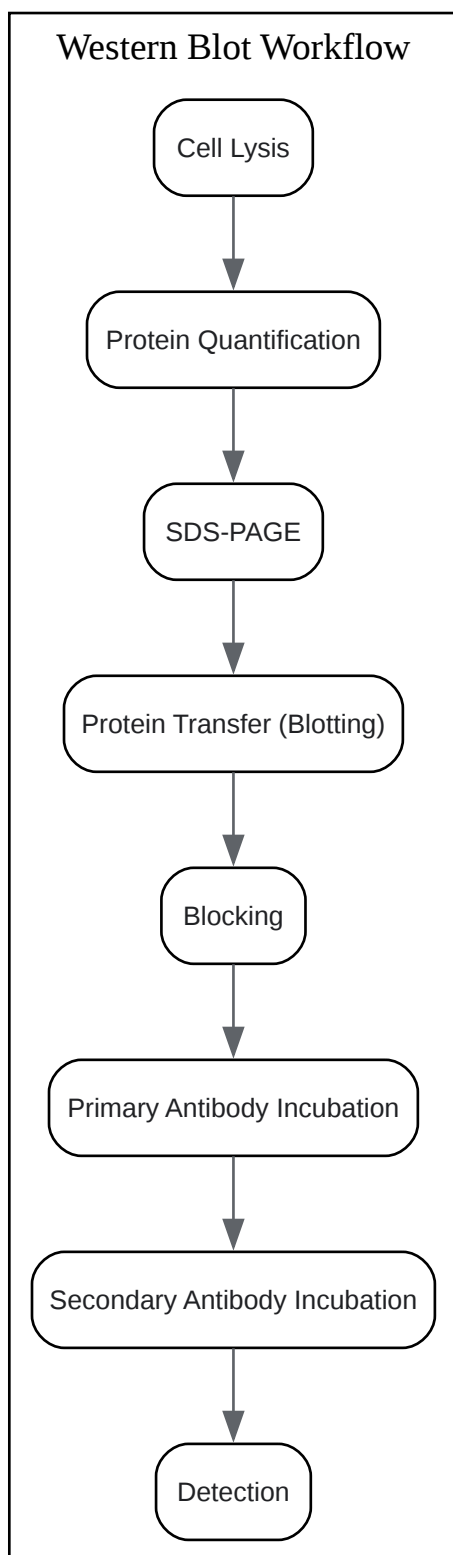 Western Blot Workflow
Cell Lysis
Protein Quantification
SDS-PAGE
Protein Transfer (Blotting)
Blocking
Primary Antibody Incubation
Secondary Antibody Incubation
Detection